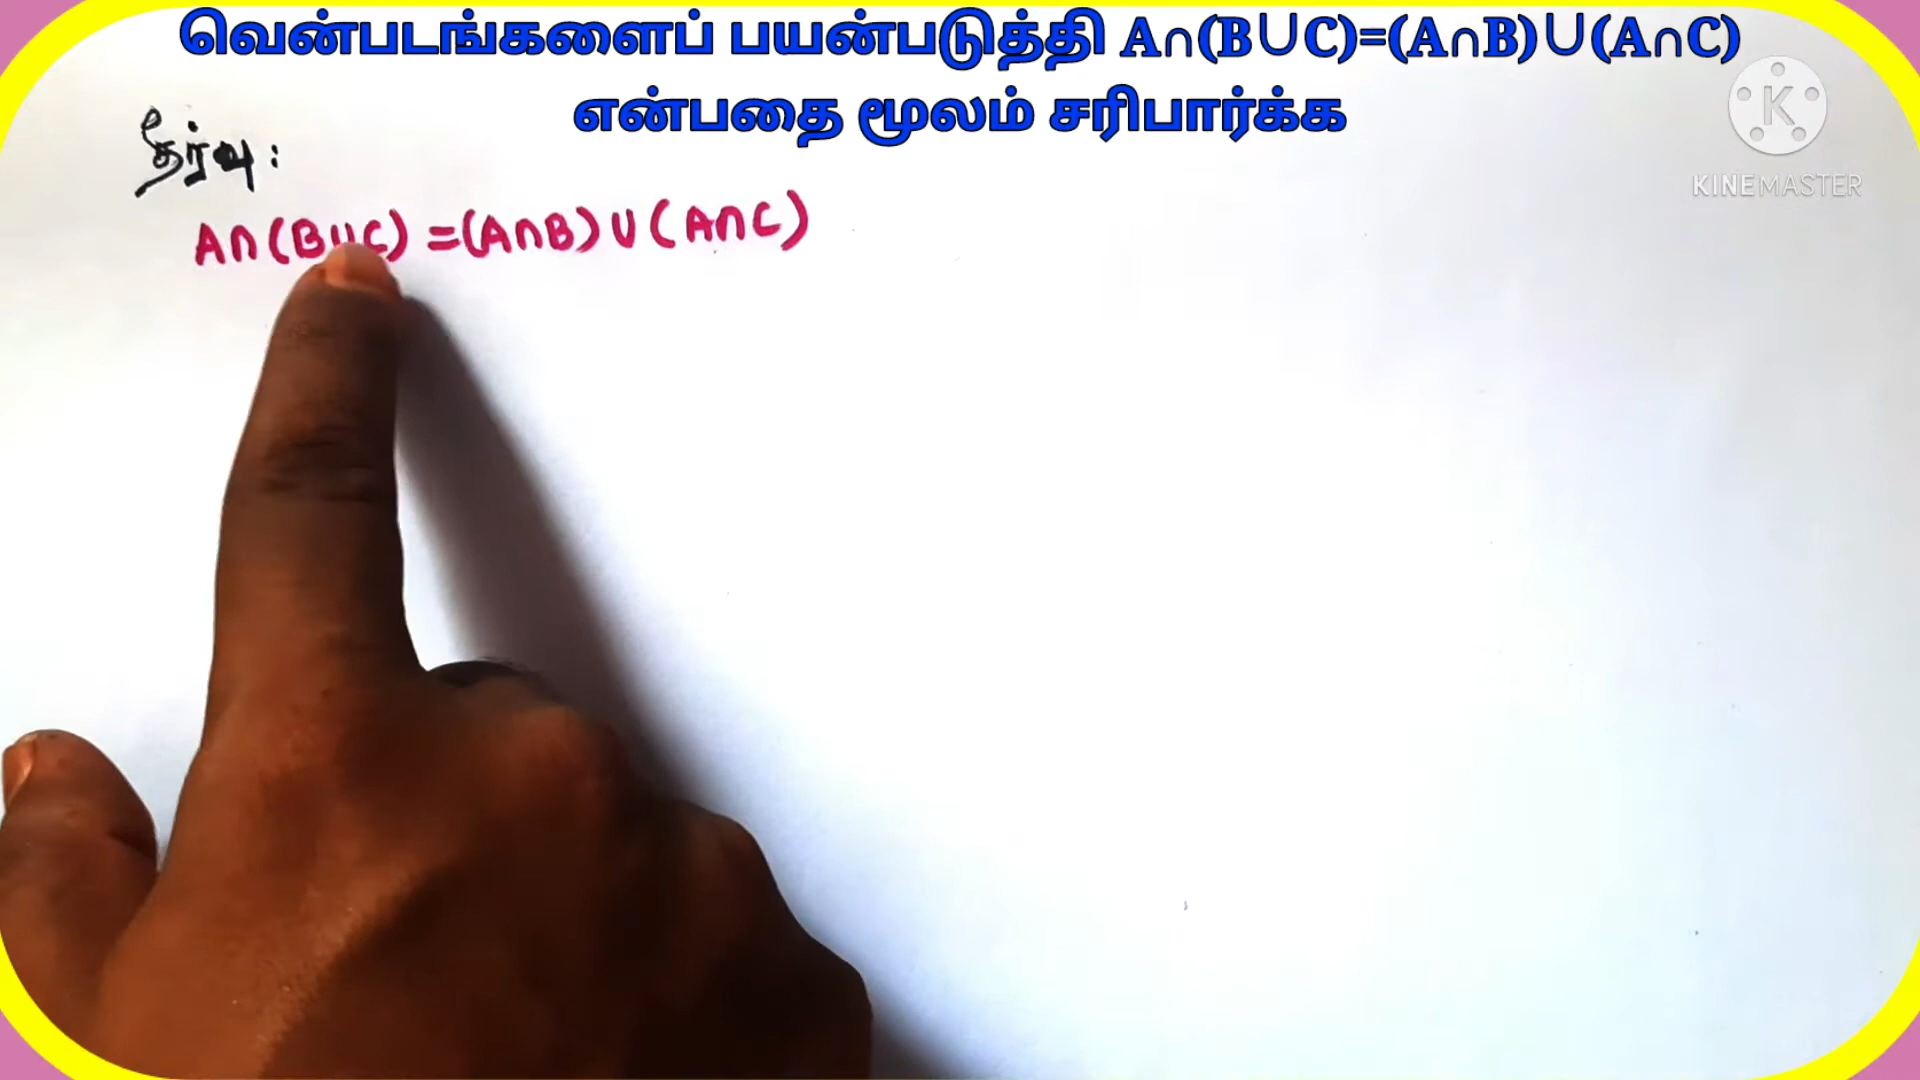 வென்படங்களைப் பயன்படுத்தி A∩(B∪C)=(A∩B)∪(A∩C)
என்பதை மூலம் சரிபார்க்க
தீர்வு :
A∩(B∪C) =(A∩B) ∪ (A∩C)
K
KINEMASTER